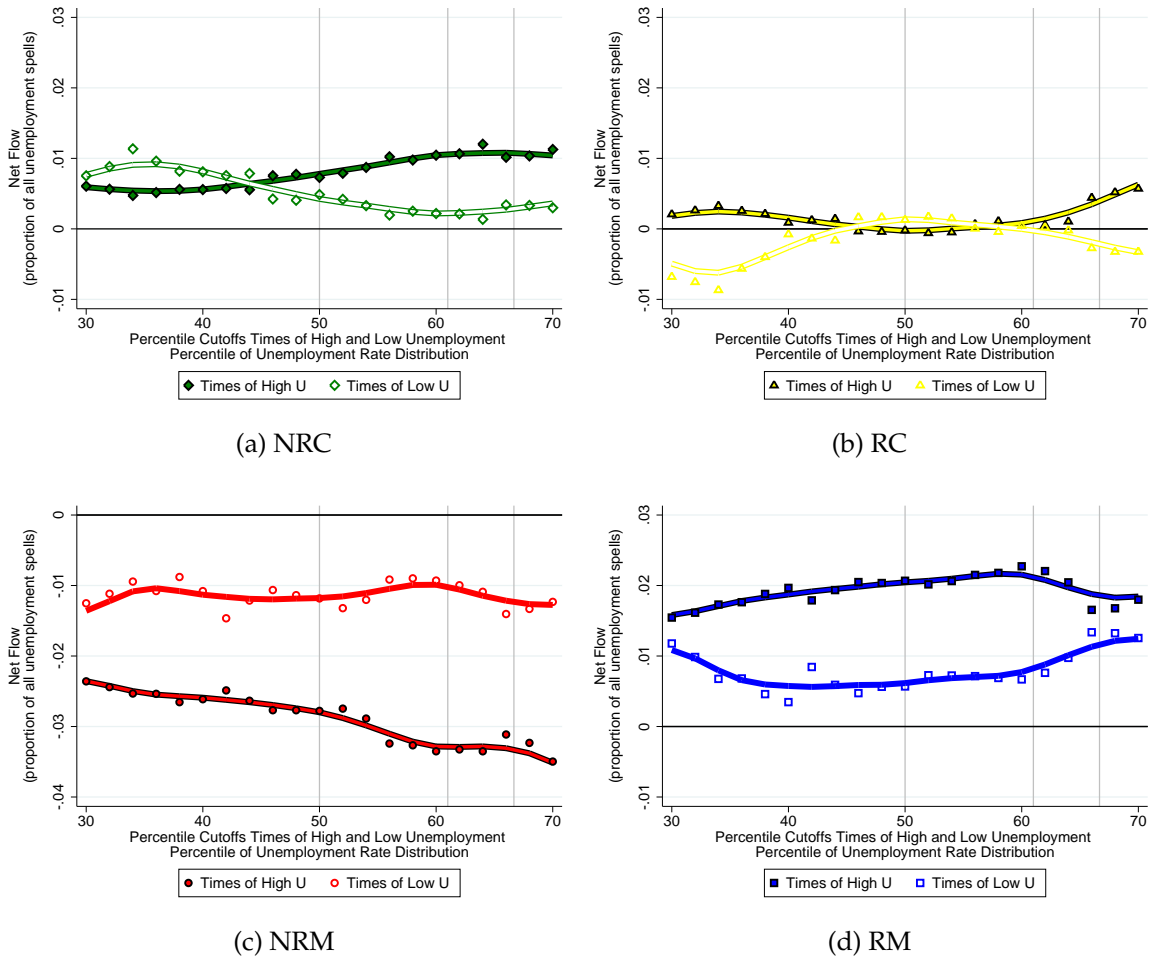 Net Flow
(proportion of all unemployment spells)
.03
.02
.01
0
-.01
30 40 50 60 70
Percentile Cutoffs Times of High and Low Unemployment
Percentile of Unemployment Rate Distribution
Times of High U Times of Low U
(a) NRC
Net Flow
(proportion of all unemployment spells)
.03
.02
.01
0
-.01
30 40 50 60 70
Percentile Cutoffs Times of High and Low Unemployment
Percentile of Unemployment Rate Distribution
Times of High U Times of Low U
(b) RC
Net Flow
(proportion of all unemployment spells)
0
-.01
-.02
-.03
-.04
30 40 50 60 70
Percentile Cutoffs Times of High and Low Unemployment
Percentile of Unemployment Rate Distribution
Times of High U Times of Low U
(c) NRM
Net Flow
(proportion of all unemployment spells)
.03
.02
.01
0
-.01
30 40 50 60 70
Percentile Cutoffs Times of High and Low Unemployment
Percentile of Unemployment Rate Distribution
Times of High U Times of Low U
(d) RM